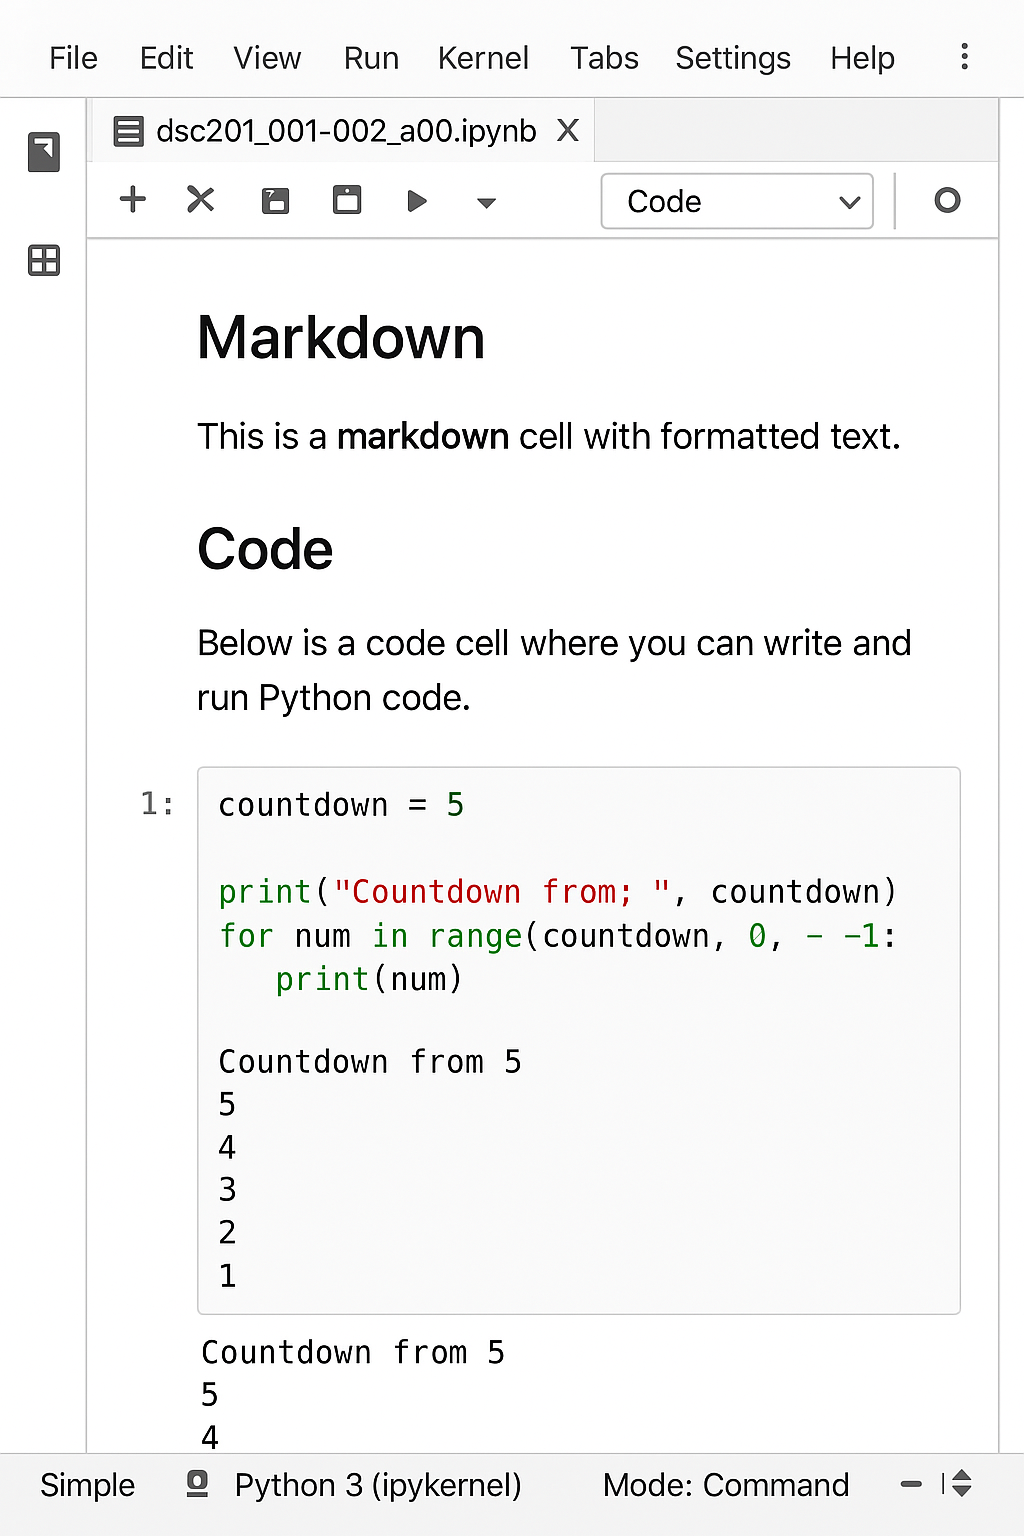 File Edit View Run Kernel Tabs Settings Help
dsc201_001-002_a00.ipynb X
Code
Markdown
This is a markdown cell with formatted text.
Code
Below is a code cell where you can write and
run Python code.
1: countdown = 5
print("Countdown from; ", countdown)
for num in range(countdown, 0, - -1:
   print(num)
Countdown from 5
5
4
3
2
1
Countdown from 5
5
4
Simple Python 3 (ipykernel) Mode: Command